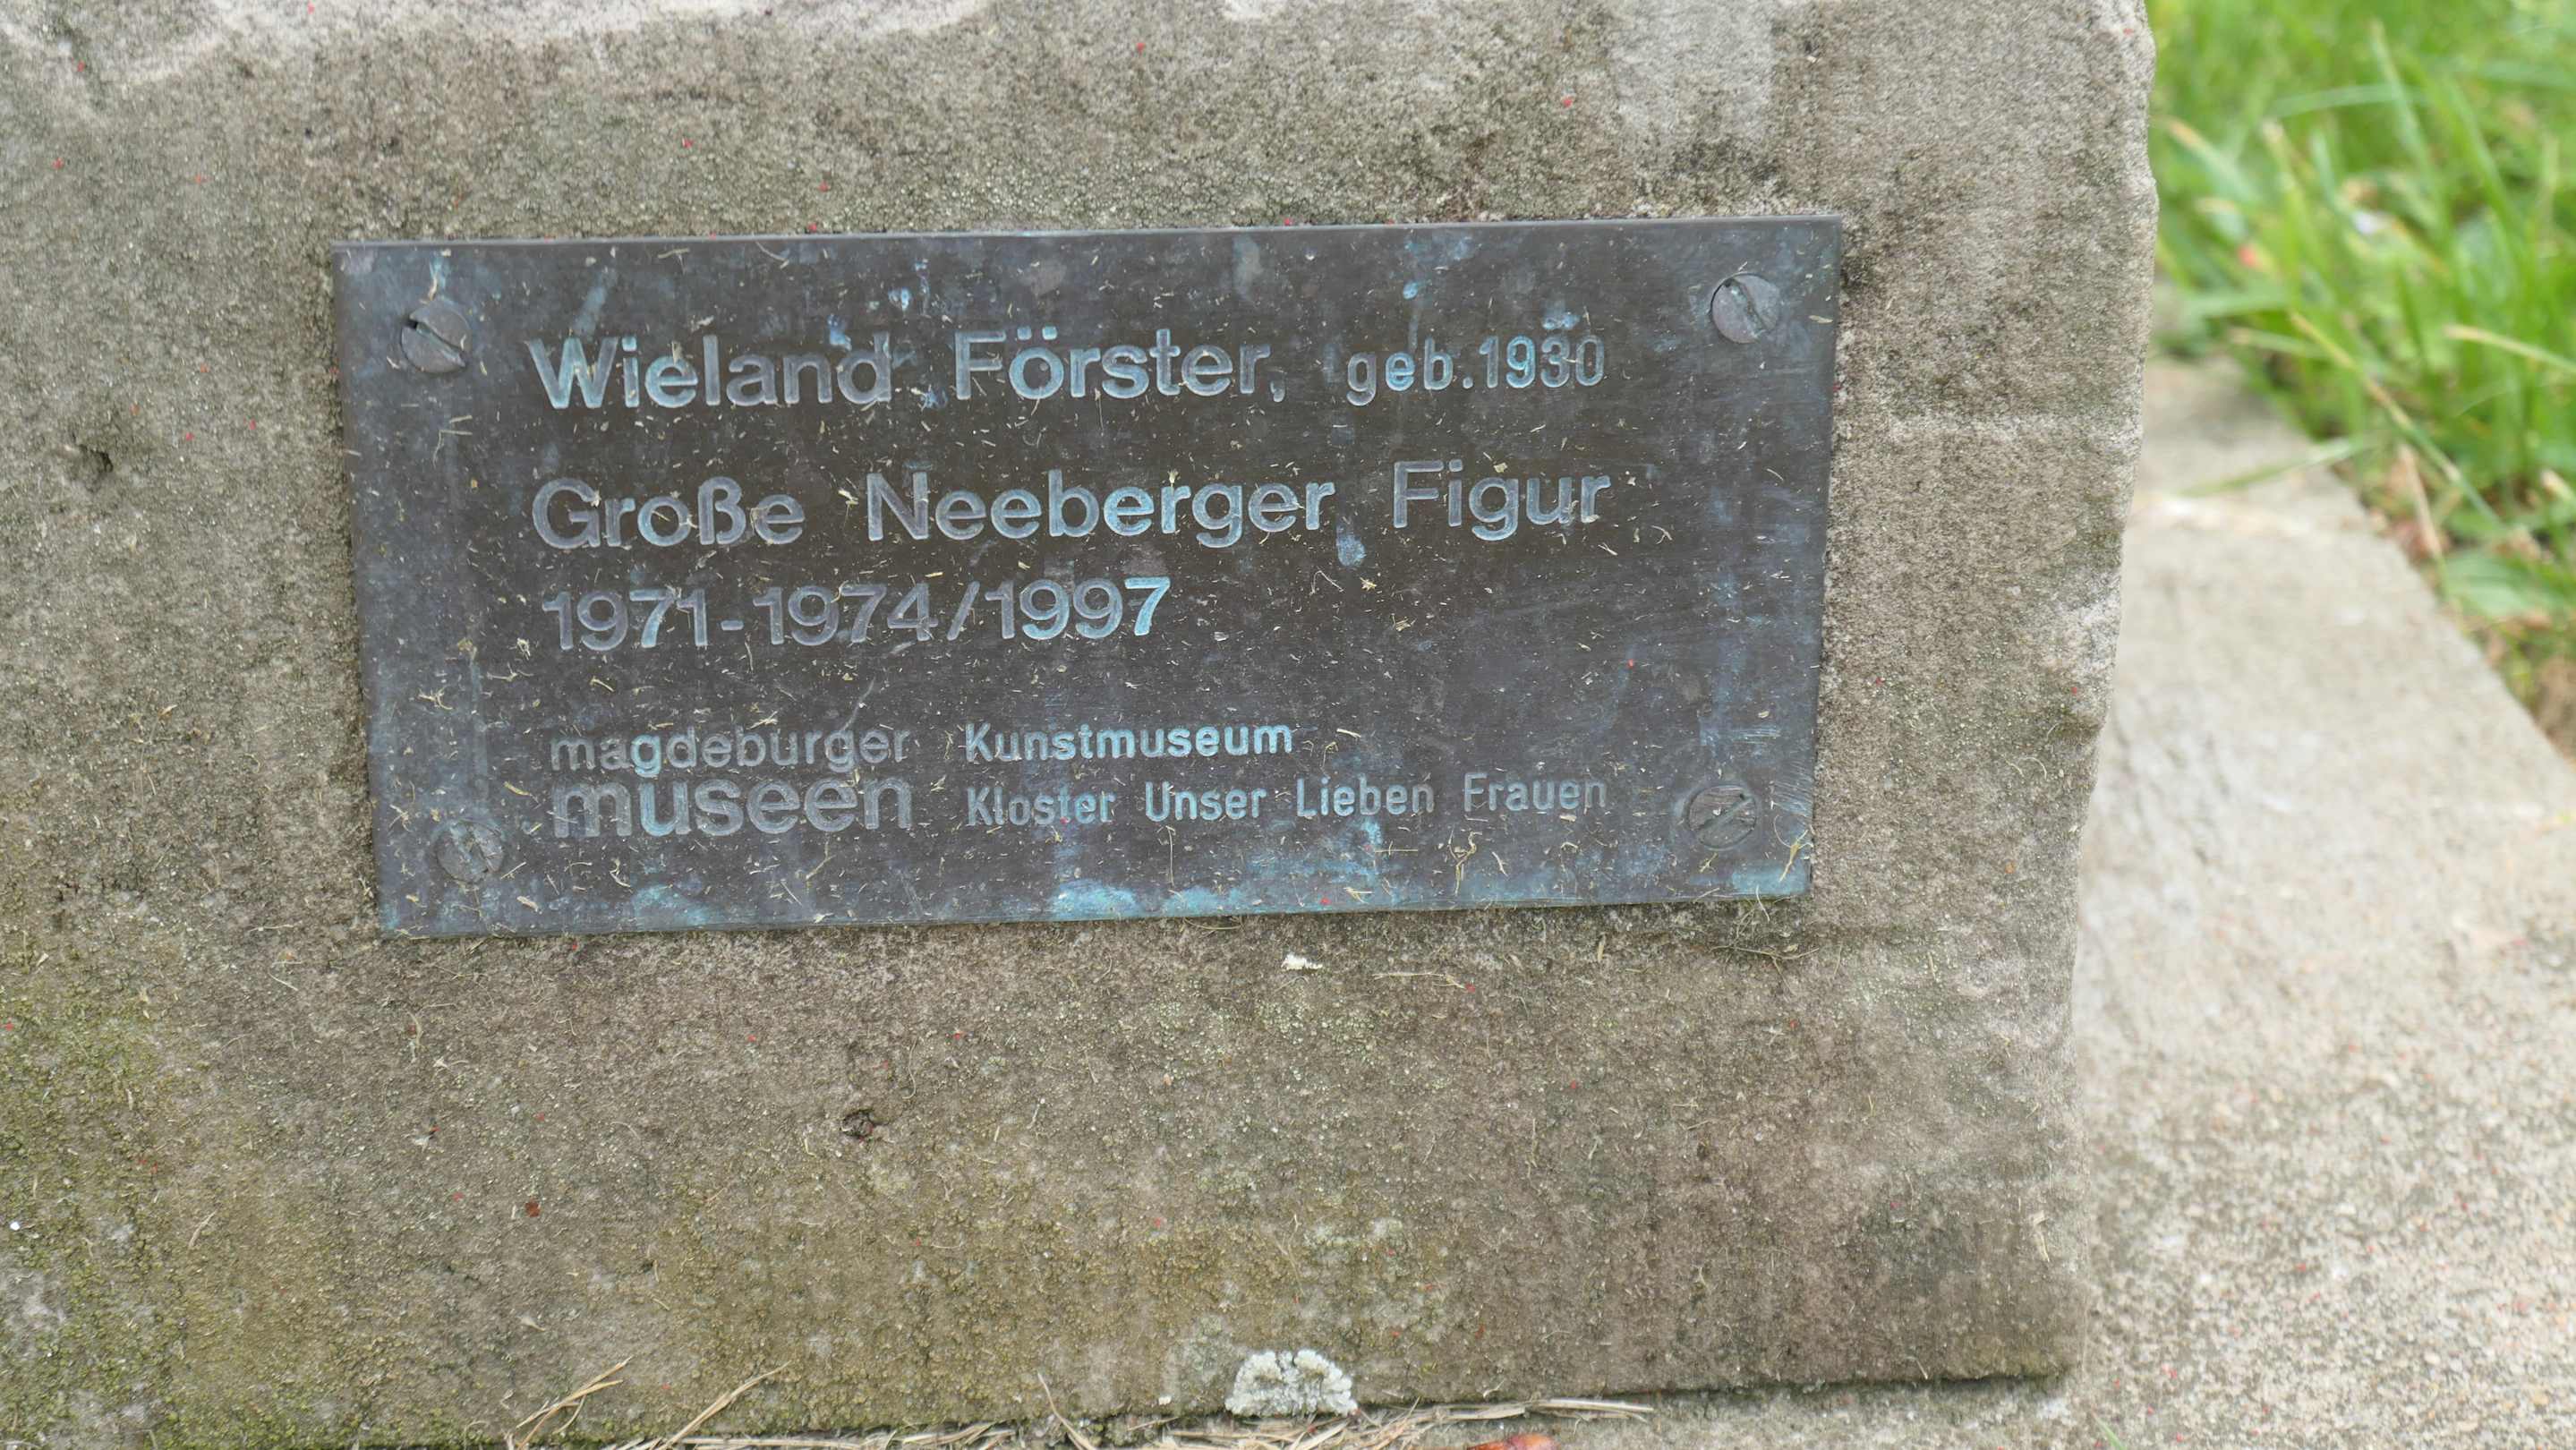 Wieland Förster, geb. 1930
Große Neeberger Figur
1971-1974/1997
magdeburger
museen
Kunstmuseum
Kloster Unser Lieben Frauen